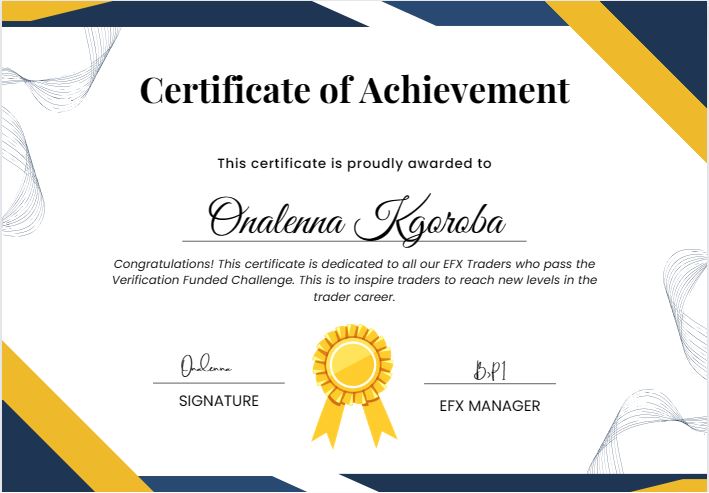 Certificate of Achievement
This certificate is proudly awarded to
Onalenna Kgoroba
Congratulations! This certificate is dedicated to all our EFX Traders who pass the
Verification Funded Challenge. This is to inspire traders to reach new levels in the
trader career.
Onalenna
SIGNATURE
EFX MANAGER